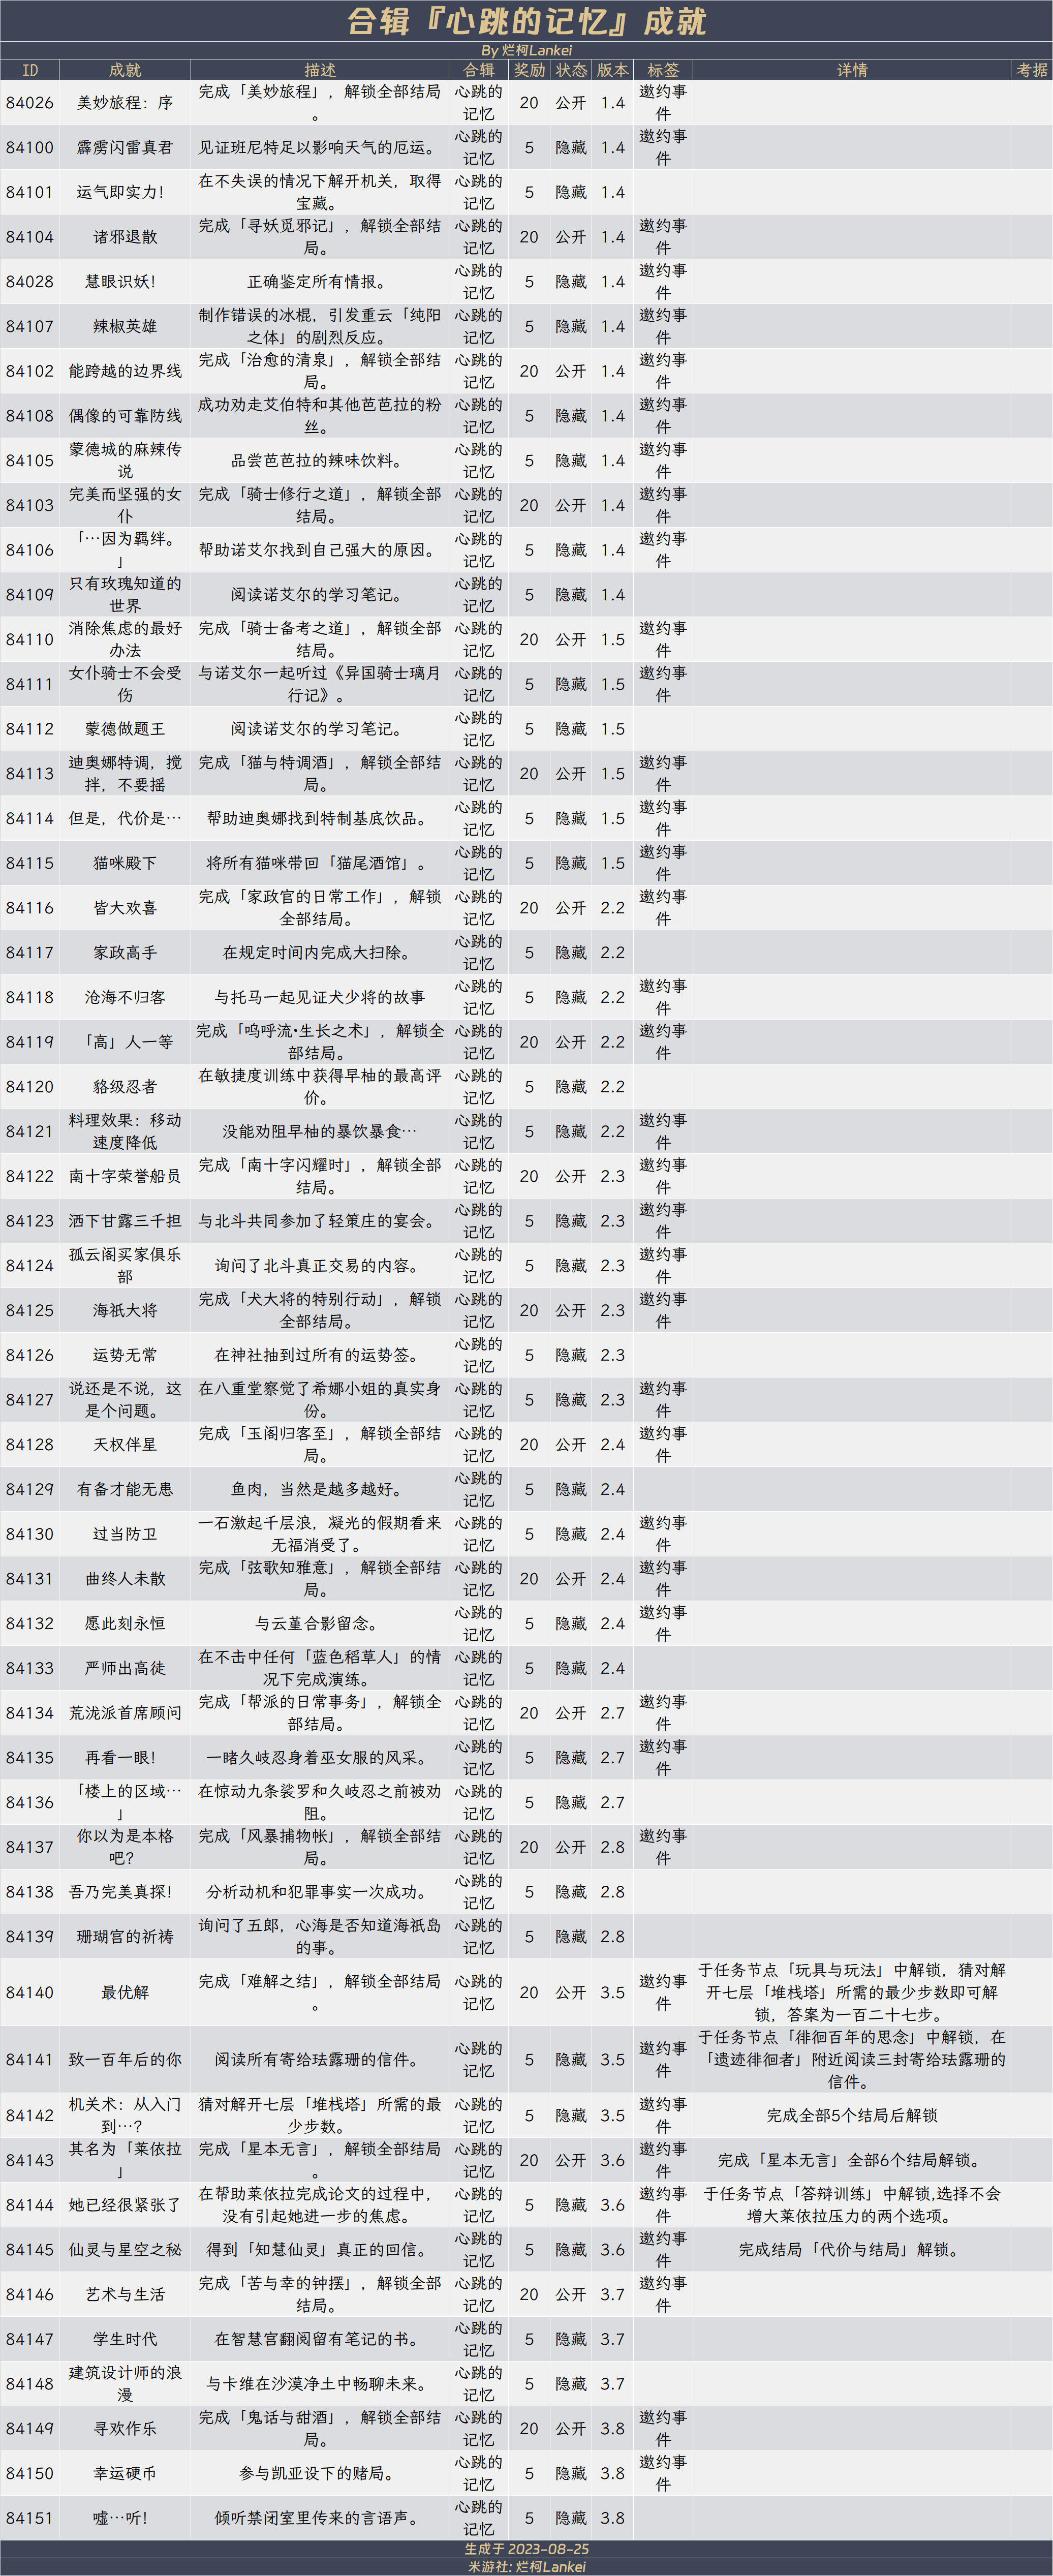 合辑『心跳的记忆』成就
By 烂柯Lankei
ID 成就 描述 合辑 奖励 状态 版本 标签 详情 考据
84026 美妙旅程：序 完成「美妙旅程」，解锁全部结局。 心跳的记忆 20 公开 1.4 邀约事件
84100 霹雳闪雷真君 见证班尼特足以影响天气的厄运。 心跳的记忆 5 隐藏 1.4 邀约事件
84101 运气即实力！ 在不失误的情况下解开机关，取得宝藏。 心跳的记忆 5 隐藏 1.4
84104 诸邪退散 完成「寻妖觅邪记」，解锁全部结局。 心跳的记忆 20 公开 1.4 邀约事件
84028 慧眼识妖！ 正确鉴定所有情报。 心跳的记忆 5 隐藏 1.4 邀约事件
84107 辣椒英雄 制作错误的冰棍，引发重云「纯阳之体」的剧烈反应。 心跳的记忆 5 隐藏 1.4 邀约事件
84102 能跨越的边界线 完成「治愈的清泉」，解锁全部结局。 心跳的记忆 20 公开 1.4 邀约事件
84108 偶像的可靠防线 成功劝走艾伯特和其他芭芭拉的粉丝。 心跳的记忆 5 隐藏 1.4 邀约事件
84105 蒙德城的麻辣传说 品尝芭芭拉的辣味饮料。 心跳的记忆 5 隐藏 1.4 邀约事件
84103 完美而坚强的女仆 完成「骑士修行之道」，解锁全部结局。 心跳的记忆 20 公开 1.4 邀约事件
84106 「…因为羁绊。」 帮助诺艾尔找到自己强大的原因。 心跳的记忆 5 隐藏 1.4 邀约事件
84109 只有玫瑰知道的世界 阅读诺艾尔的学习笔记。 心跳的记忆 5 隐藏 1.4
84110 消除焦虑的最好办法 完成「骑士备考之道」，解锁全部结局。 心跳的记忆 20 公开 1.5 邀约事件
84111 女仆骑士不会受伤 与诺艾尔一起听过《异国骑士璃月行记》。 心跳的记忆 5 隐藏 1.5 邀约事件
84112 蒙德做题王 阅读诺艾尔的学习笔记。 心跳的记忆 5 隐藏 1.5
84113 迪奥娜特调，搅拌，不要摇 完成「猫与特调酒」，解锁全部结局。 心跳的记忆 20 公开 1.5 邀约事件
84114 但是，代价是… 帮助迪奥娜找到特制基底饮品。 心跳的记忆 5 隐藏 1.5 邀约事件
84115 猫咪殿下 将所有猫咪带回「猫尾酒馆」。 心跳的记忆 5 隐藏 1.5 邀约事件
84116 皆大欢喜 完成「家政官的日常工作」，解锁全部结局。 心跳的记忆 20 公开 2.2 邀约事件
84117 家政高手 在规定时间内完成大扫除。 心跳的记忆 5 隐藏 2.2
84118 沧海不归客 与托马一起见证犬少将的故事 心跳的记忆 5 隐藏 2.2 邀约事件
84119 「高」人一等 完成「呜呼流·生长之术」，解锁全部结局。 心跳的记忆 20 公开 2.2 邀约事件
84120 貉级忍者 在敏捷度训练中获得早柚的最高评价。 心跳的记忆 5 隐藏 2.2
84121 料理效果：移动速度降低 没能劝阻早柚的暴饮暴食… 心跳的记忆 5 隐藏 2.2 邀约事件
84122 南十字荣誉船员 完成「南十字闪耀时」，解锁全部结局。 心跳的记忆 20 公开 2.3 邀约事件
84123 洒下甘露三千担 与北斗共同参加了轻策庄的宴会。 心跳的记忆 5 隐藏 2.3 邀约事件
84124 孤云阁买家俱乐部 询问了北斗真正交易的内容。 心跳的记忆 5 隐藏 2.3 邀约事件
84125 海祇大将 完成「犬大将的特别行动」，解锁全部结局。 心跳的记忆 20 公开 2.3 邀约事件
84126 运势无常 在神社抽到过所有的运势签。 心跳的记忆 5 隐藏 2.3
84127 说还是不说，这是个问题。 在八重堂察觉了希娜小姐的真实身份。 心跳的记忆 5 隐藏 2.3 邀约事件
84128 天权伴星 完成「玉阁归客至」，解锁全部结局。 心跳的记忆 20 公开 2.4 邀约事件
84129 有备才能无患 鱼肉，当然是越多越好。 心跳的记忆 5 隐藏 2.4
84130 过当防卫 一石激起千层浪，凝光的假期看来无福消受了。 心跳的记忆 5 隐藏 2.4 邀约事件
84131 曲终人未散 完成「弦歌知雅意」，解锁全部结局。 心跳的记忆 20 公开 2.4 邀约事件
84132 愿此刻永恒 与云堇合影留念。 心跳的记忆 5 隐藏 2.4 邀约事件
84133 严师出高徒 在不击中任何「蓝色稻草人」的情况下完成演练。 心跳的记忆 5 隐藏 2.4
84134 荒泷派首席顾问 完成「帮派的日常事务」，解锁全部结局。 心跳的记忆 20 公开 2.7 邀约事件
84135 再看一眼！ 一睹久岐忍身着巫女服的风采。 心跳的记忆 5 隐藏 2.7 邀约事件
84136 「楼上的区域…」 在惊动九条裟罗和久岐忍之前被劝阻。 心跳的记忆 5 隐藏 2.7
84137 你以为是本格吧？ 完成「风暴捕物帐」，解锁全部结局。 心跳的记忆 20 公开 2.8 邀约事件
84138 吾乃完美真探！ 分析动机和犯罪事实一次成功。 心跳的记忆 5 隐藏 2.8
84139 珊瑚宫的祈祷 询问了五郎，心海是否知道海祇岛的事。 心跳的记忆 5 隐藏 2.8
84140 最优解 完成「难解之结」，解锁全部结局。 心跳的记忆 20 公开 3.5 邀约事件 于任务节点「玩具与玩法」中解锁，猜对解开七层「堆栈塔」所需的最少步数即可解锁，答案为一百二十七步。
84141 致一百年后的你 阅读所有寄给珐露珊的信件。 心跳的记忆 5 隐藏 3.5 邀约事件 于任务节点「徘徊百年的思念」中解锁，在「遗迹徘徊者」附近阅读三封寄给珐露珊的信件。
84142 机关术：从入门到…？ 猜对解开七层「堆栈塔」所需的最少步数。 心跳的记忆 5 隐藏 3.5 邀约事件 完成全部5个结局后解锁
84143 其名为「莱依拉」 完成「星本无言」，解锁全部结局。 心跳的记忆 20 公开 3.6 邀约事件 完成「星本无言」全部6个结局解锁。
84144 她已经很紧张了 在帮助莱依拉完成论文的过程中，没有引起她进一步的焦虑。 心跳的记忆 5 隐藏 3.6 邀约事件 于任务节点「答辩训练」中解锁,选择不会增大莱依拉压力的两个选项。
84145 仙灵与星空之秘 得到「知慧仙灵」真正的回信。 心跳的记忆 5 隐藏 3.6 邀约事件 完成结局「代价与结局」解锁。
84146 艺术与生活 完成「苦与幸的钟摆」，解锁全部结局。 心跳的记忆 20 公开 3.7 邀约事件
84147 学生时代 在智慧宫翻阅留有笔记的书。 心跳的记忆 5 隐藏 3.7
84148 建筑设计师的浪漫 与卡维在沙漠净土中畅聊未来。 心跳的记忆 5 隐藏 3.7
84149 寻欢作乐 完成「鬼话与甜酒」，解锁全部结局。 心跳的记忆 20 公开 3.8 邀约事件
84150 幸运硬币 参与凯亚设下的赌局。 心跳的记忆 5 隐藏 3.8 邀约事件
84151 嘘…听！ 倾听禁闭室里传来的言语声。 心跳的记忆 5 隐藏 3.8
生成于 2023-08-25
米游社: 烂柯Lankei